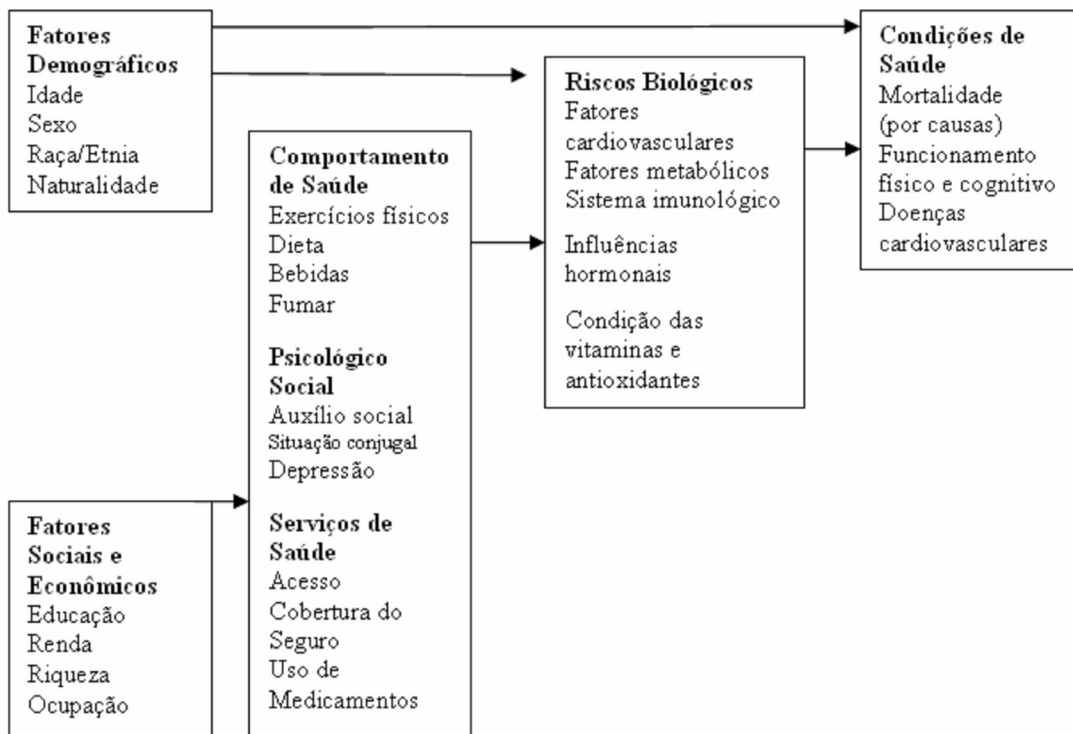 Fatores
Demográficos
Idade
Sexo
Raça/Etnia
Naturalidade
Fatores
Sociais e
Econômicos
Educação
Renda
Riqueza
Ocupação
Comportamento
de Saúde
Exercícios físicos
Dieta
Bebidas
Fumar
Psicológico
Social
Auxílio social
Situação conjugal
Depressão
Serviços de
Saúde
Acesso
Cobertura do
Seguro
Uso de
Medicamentos
Riscos Biológicos
Fatores
cardiovasculares
Fatores metabólicos
Sistema imunológico
Influências
hormonais
Condição das
vitaminas e
antioxidantes
Condições de
Saúde
Mortalidade
(por causas)
Funcionamento
físico e cognitivo
Doenças
cardiovasculares